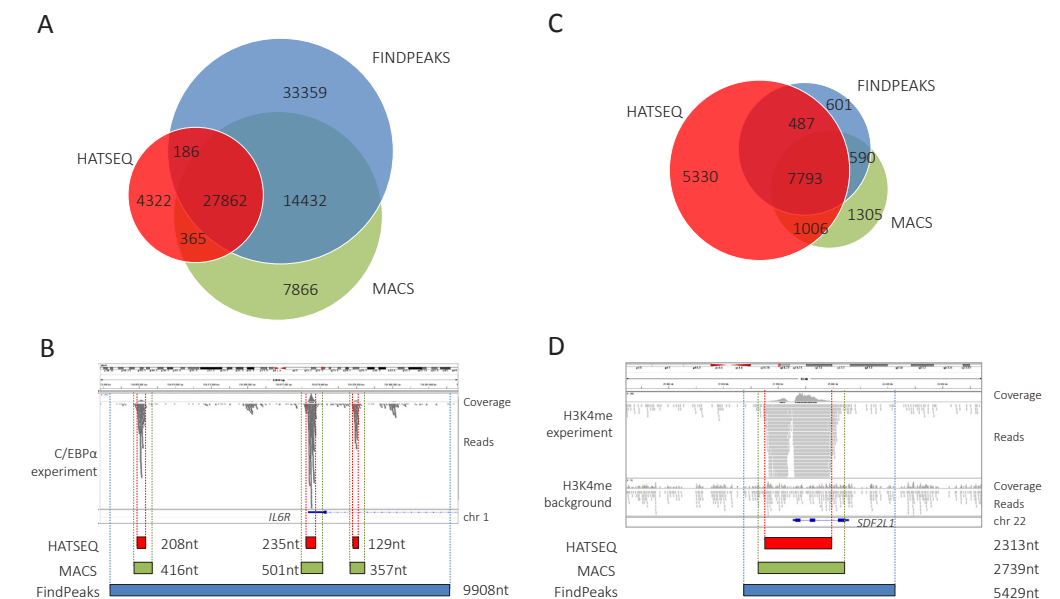 A
FINDPEAKS
33359
HATSEQ
186
4322
27862
14432
365
7866
MACS
C
HATSEQ
FINDPEAKS
601
487
590
5330
7793
1305
1006
MACS
B
Coverage
Reads
C/EBPα
experiment
IL6R
chr 1
HATSEQ
208nt
235nt
129nt
MACS
416nt
501nt
357nt
FindPeaks
9908nt
D
Coverage
H3K4me
experiment
Reads
H3K4me
background
Coverage
Reads
chr 22
SDF2L1
HATSEQ
2313nt
MACS
2739nt
FindPeaks
5429nt